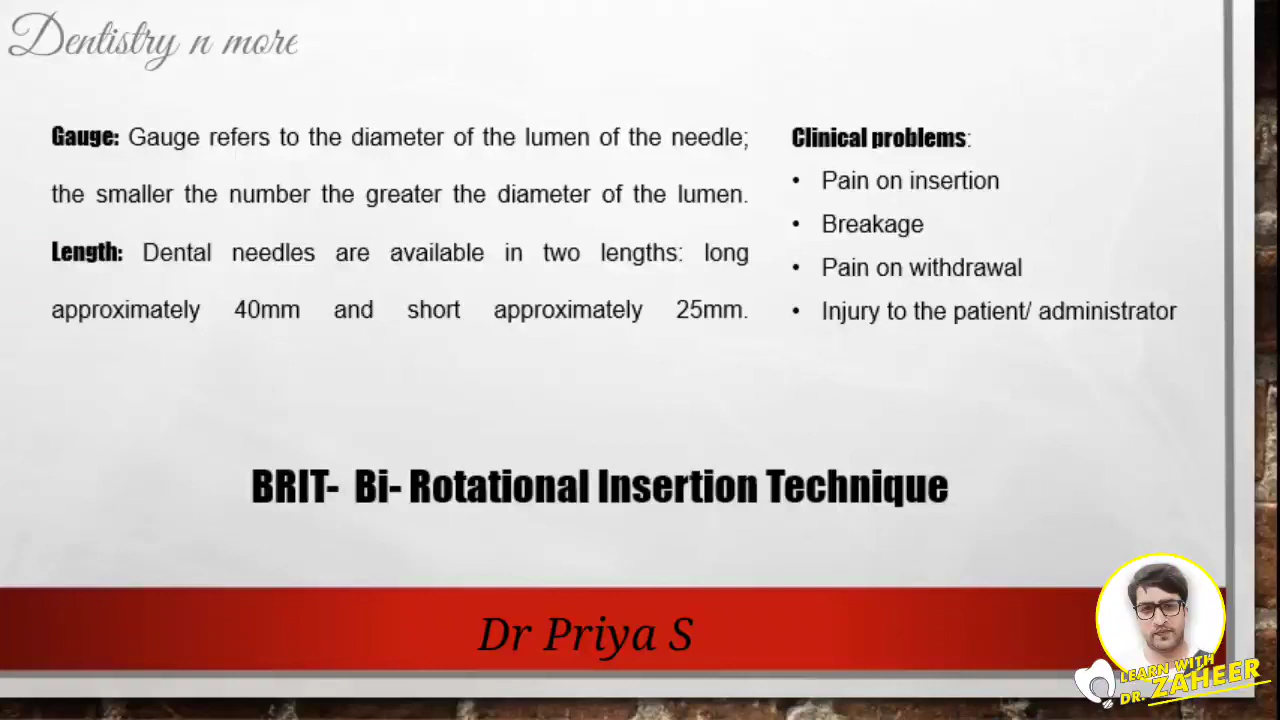 Dentistry n more
Gauge: Gauge refers to the diameter of the lumen of the needle;
the smaller the number the greater the diameter of the lumen.
Length: Dental needles are available in two lengths: long
approximately 40mm and short approximately 25mm.
Clinical problems:
• Pain on insertion
• Breakage
• Pain on withdrawal
• Injury to the patient/ administrator
BRIT- Bi- Rotational Insertion Technique
Dr Priya S
LEARN WITH
DR. ZAHEER